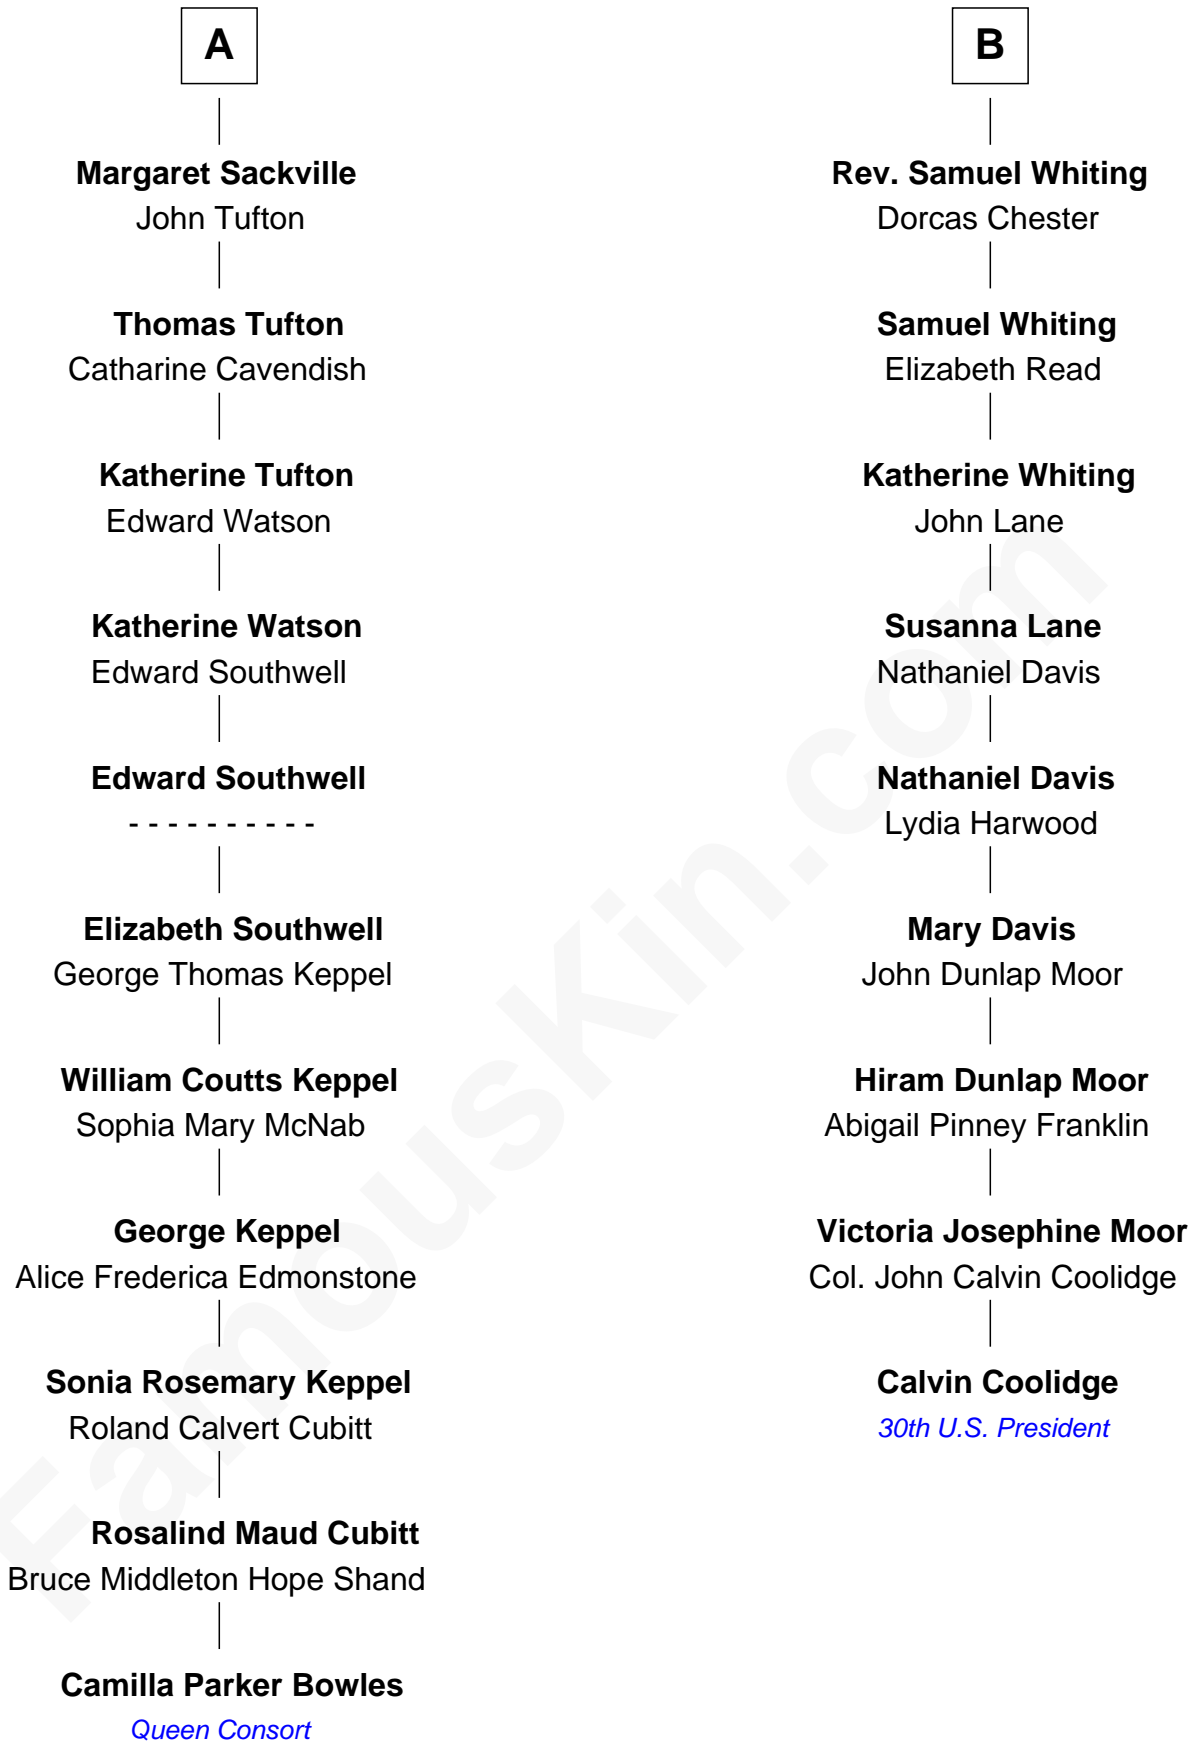 A
Margaret Sackville
John Tufton
Thomas Tufton
Catharine Cavendish
Katherine Tufton
Edward Watson
Katherine Watson
Edward Southwell
Edward Southwell
- - - - - - - - - -
Elizabeth Southwell
George Thomas Keppel
William Coutts Keppel
Sophia Mary McNab
George Keppel
Alice Frederica Edmonstone
Sonia Rosemary Keppel
Roland Calvert Cubitt
Rosalind Maud Cubitt
Bruce Middleton Hope Shand
Camilla Parker Bowles
Queen Consort
B
Rev. Samuel Whiting
Dorcas Chester
Samuel Whiting
Elizabeth Read
Katherine Whiting
John Lane
Susanna Lane
Nathaniel Davis
Nathaniel Davis
Lydia Harwood
Mary Davis
John Dunlap Moor
Hiram Dunlap Moor
Abigail Pinney Franklin
Victoria Josephine Moor
Col. John Calvin Coolidge
Calvin Coolidge
30th U.S. President
FamousKin.com